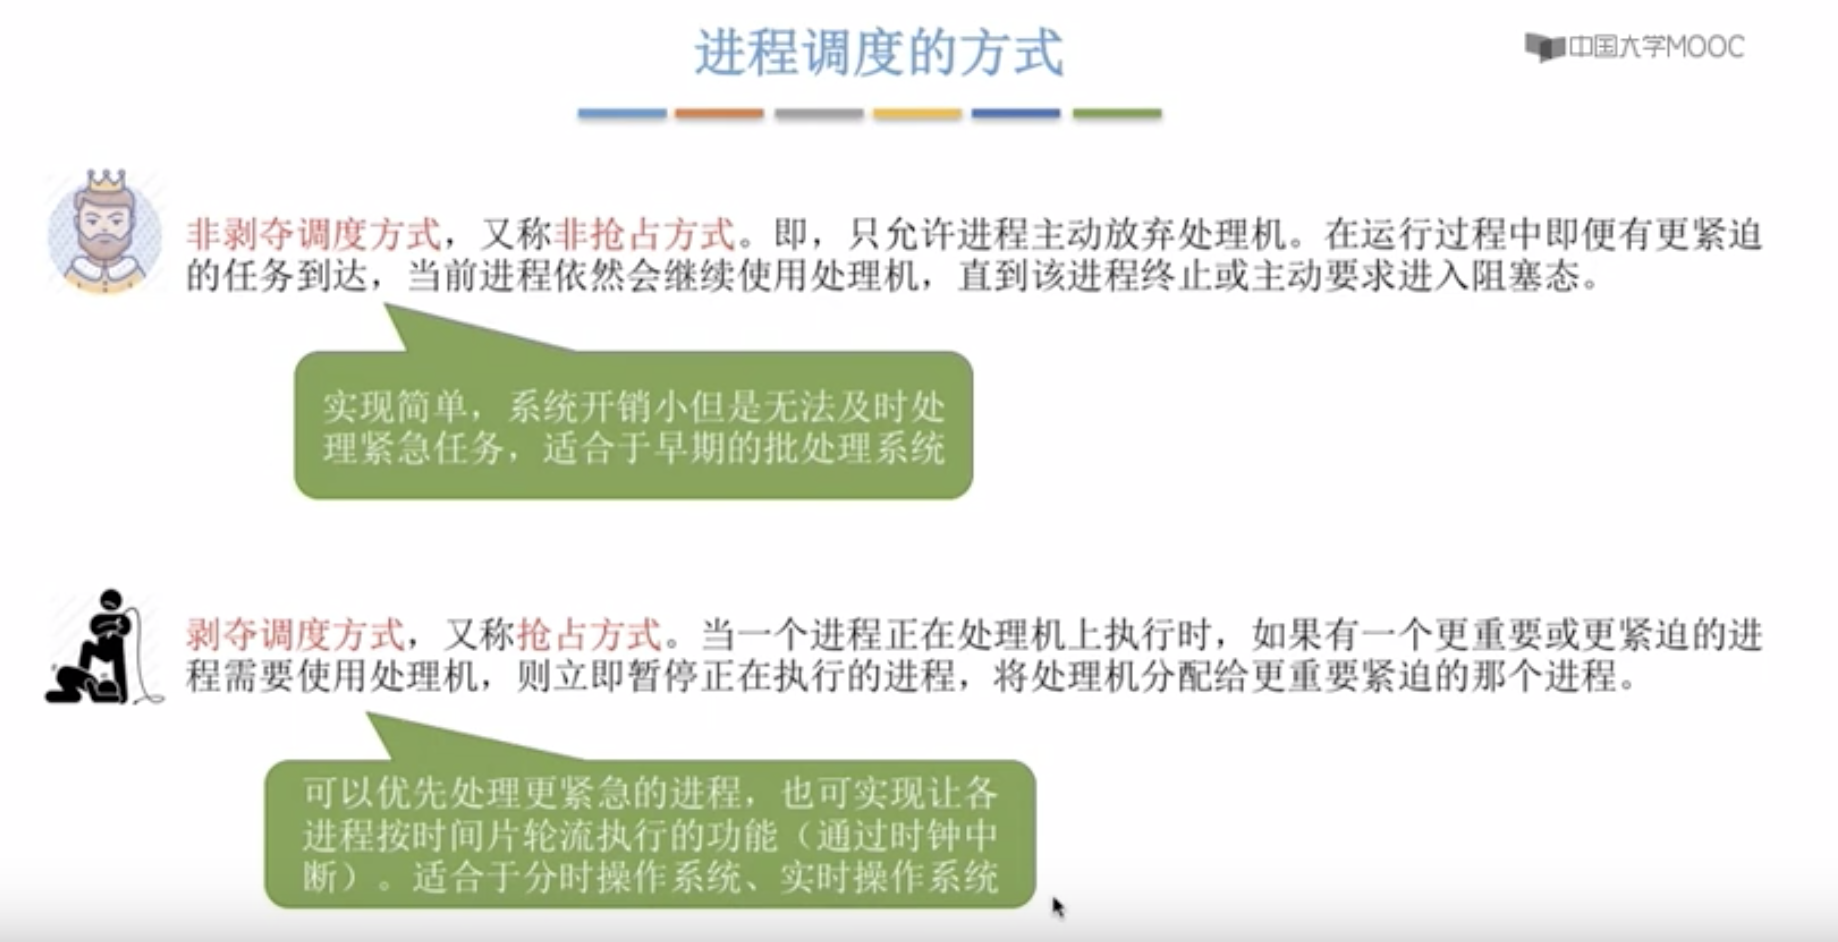 进程调度的方式
中国大学MOOC
非剥夺调度方式，又称非抢占方式。即，只允许进程主动放弃处理机。在运行过程中即便有更紧迫
的任务到达，当前进程依然会继续使用处理机，直到该进程终止或主动要求进入阻塞态。
实现简单，系统开销小但是无法及时处
理紧急任务，适合于早期的批处理系统
剥夺调度方式，又称抢占方式。当一个进程正在处理机上执行时，如果有一个更重要或更紧迫的进
程需要使用处理机，则立即暂停正在执行的进程，将处理机分配给更重要紧迫的那个进程。
可以优先处理更紧急的进程，也可实现让各
进程按时间片轮流执行的功能（通过时钟中
断）。适合于分时操作系统、实时操作系统